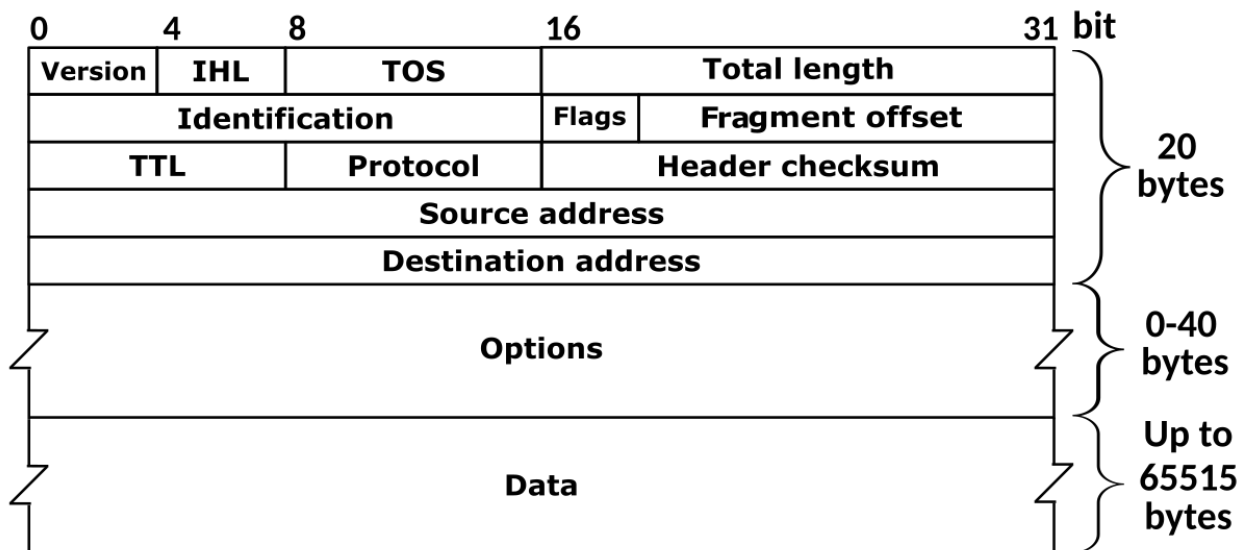 0 4 8 16 31 bit
Version IHL TOS Total length
Identification Flags Fragment offset
TTL Protocol Header checksum
20
bytes
Source address
Destination address
Options
0-40
bytes
Data
Up to
65515
bytes